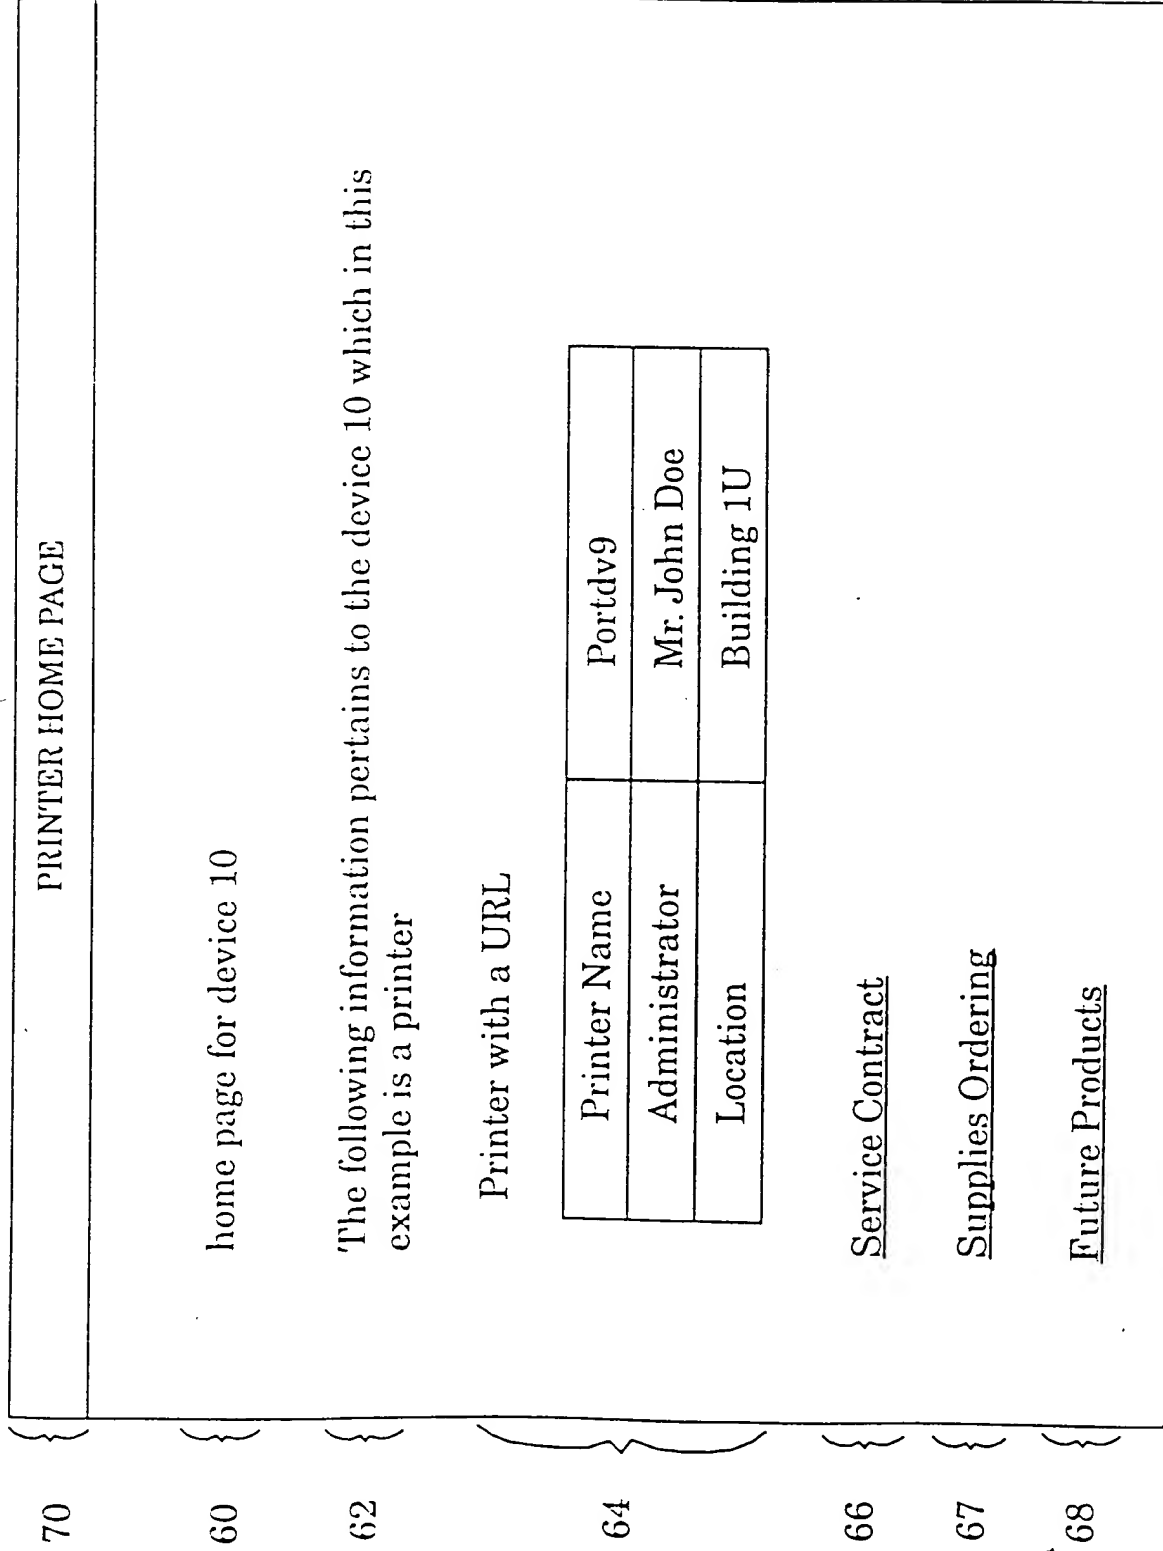 70 PRINTER HOME PAGE
60 home page for device 10
62 The following information pertains to the device 10 which in this
example is a printer
64 Printer with a URL
Printer Name Portdv9
Administrator Mr. John Doe
Location Building 1U
66 Service Contract
67 Supplies Ordering
68 Future Products